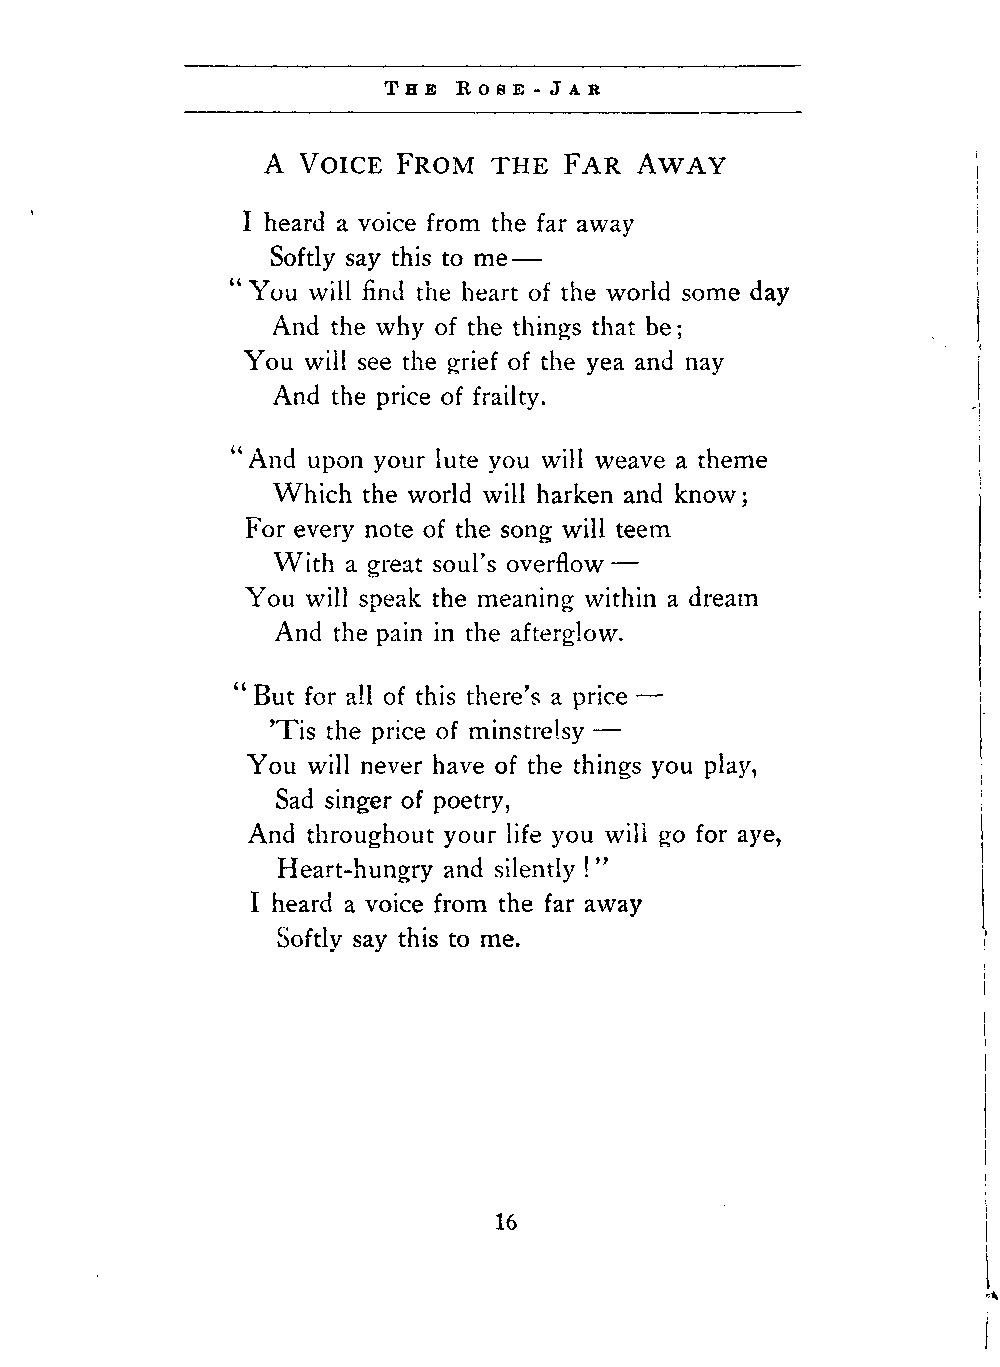 THE ROSE-JAR
A VOICE FROM THE FAR AWAY
I heard a voice from the far away
Softly say this to me—
“You will find the heart of the world some day
And the why of the things that be;
You will see the grief of the yea and nay
And the price of frailty.
“And upon your lute you will weave a theme
Which the world will harken and know;
For every note of the song will teem
With a great soul’s overflow —
You will speak the meaning within a dream
And the pain in the afterglow.
“But for all of this there’s a price —
’Tis the price of minstrelsy —
You will never have of the things you play,
Sad singer of poetry,
And throughout your life you will go for aye,
Heart-hungry and silently!”
I heard a voice from the far away
Softly say this to me.
16